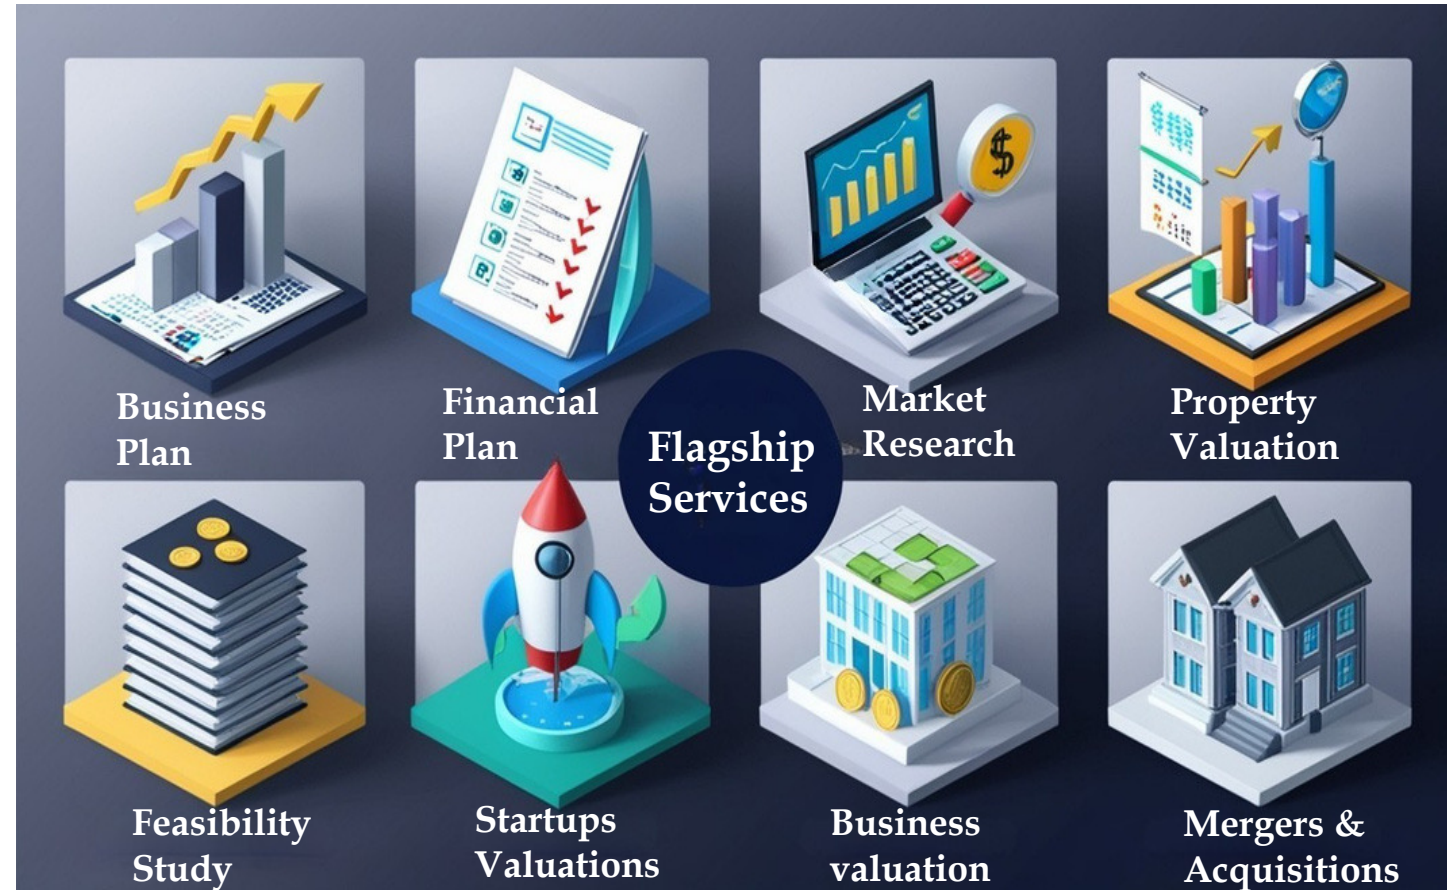 Business
Plan
Financial
Plan
Flagship
Services
Market
Research
Property
Valuation
$
Feasibility
Study
Startups
Valuations
Business
valuation
Mergers &
Acquisitions